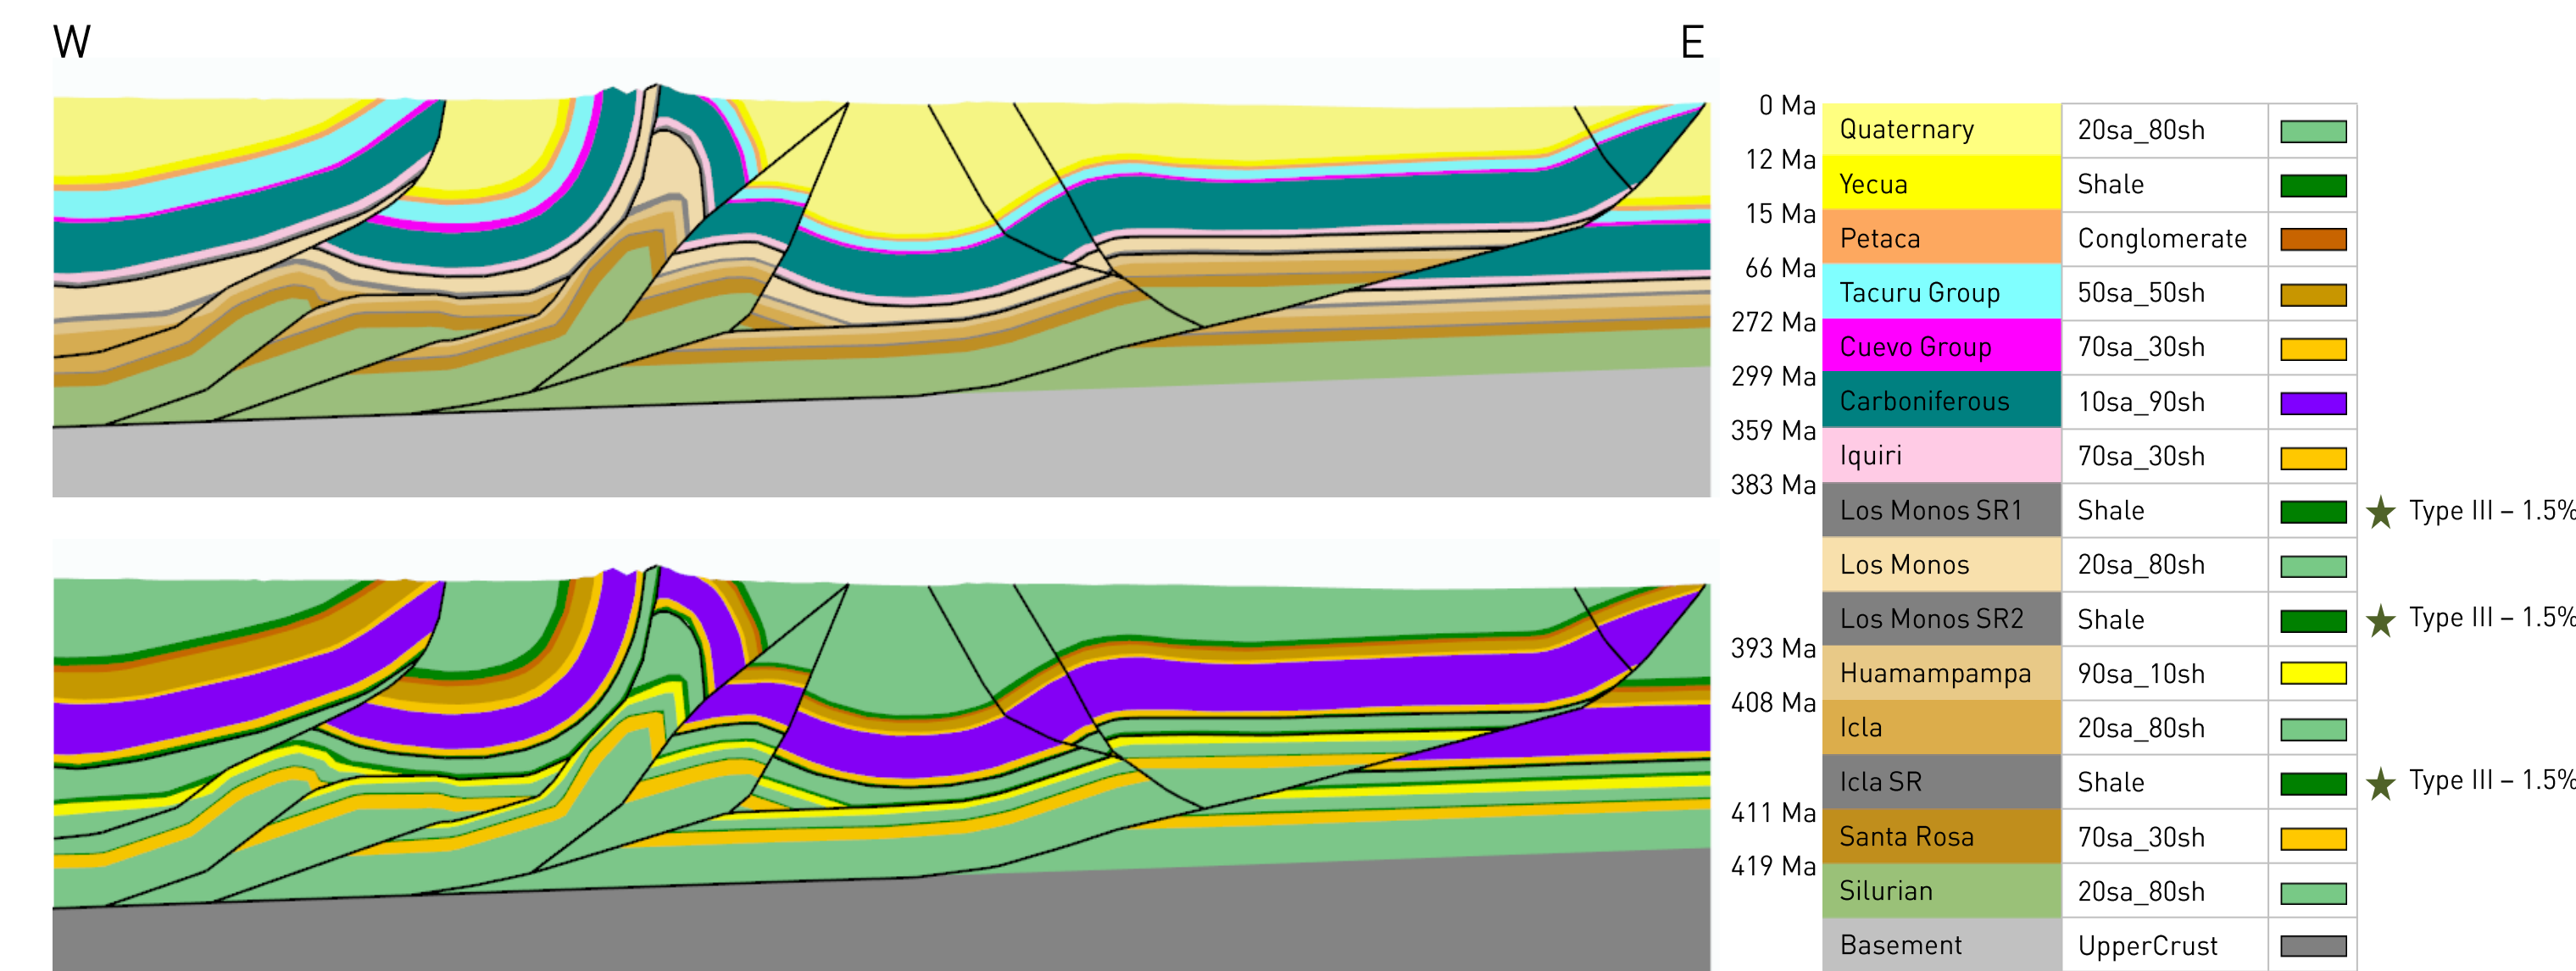 W E
0 Ma
Quaternary 20sa_80sh
12 Ma
Yecua Shale
15 Ma
Petaca Conglomerate
66 Ma
Tacuru Group 50sa_50sh
272 Ma
Cuevo Group 70sa_30sh
299 Ma
Carboniferous 10sa_90sh
359 Ma
Iquiri 70sa_30sh
383 Ma
Los Monos SR1 Shale Type III – 1.5%
Los Monos 20sa_80sh
Los Monos SR2 Shale Type III – 1.5%
393 Ma
Huamampampa 90sa_10sh
408 Ma
Icla 20sa_80sh
Icla SR Shale Type III – 1.5%
411 Ma
Santa Rosa 70sa_30sh
419 Ma
Silurian 20sa_80sh
Basement UpperCrust